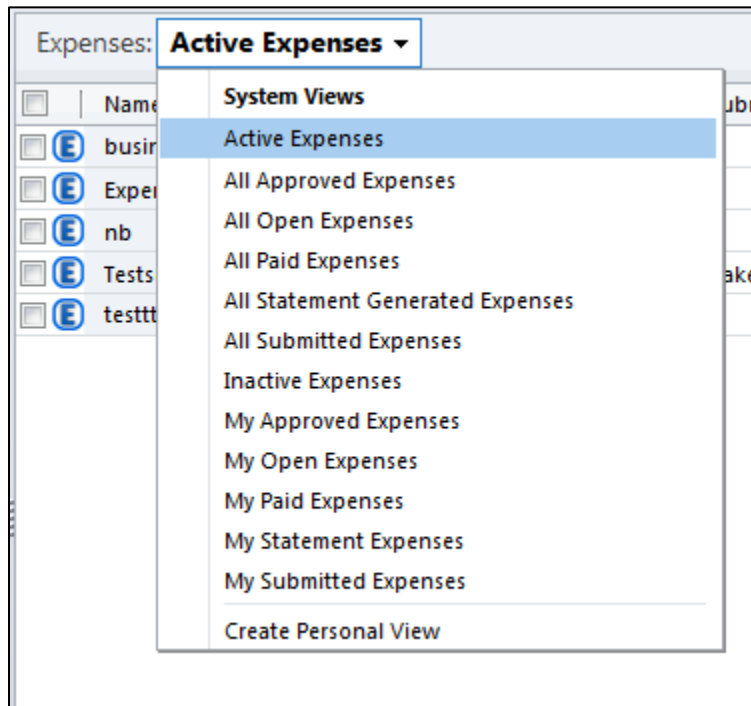 Expenses: Active Expenses
Name
System Views
Active Expenses
E
All Approved Expenses
E
All Open Expenses
E nb
All Paid Expenses
E
All Statement Generated Expenses
E
All Submitted Expenses
Inactive Expenses
My Approved Expenses
My Open Expenses
My Paid Expenses
My Statement Expenses
My Submitted Expenses
Create Personal View